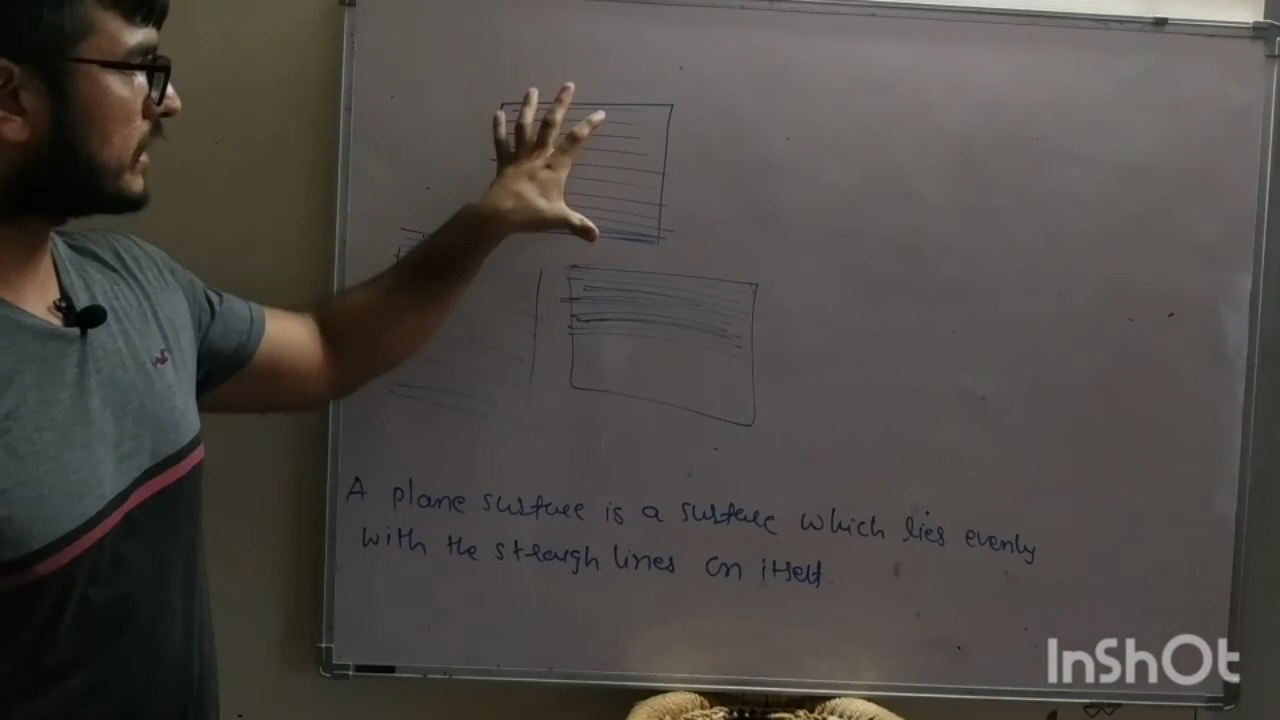 A plane surface is a surface which lies evenly
with the straigh lines on itself.
InShOt